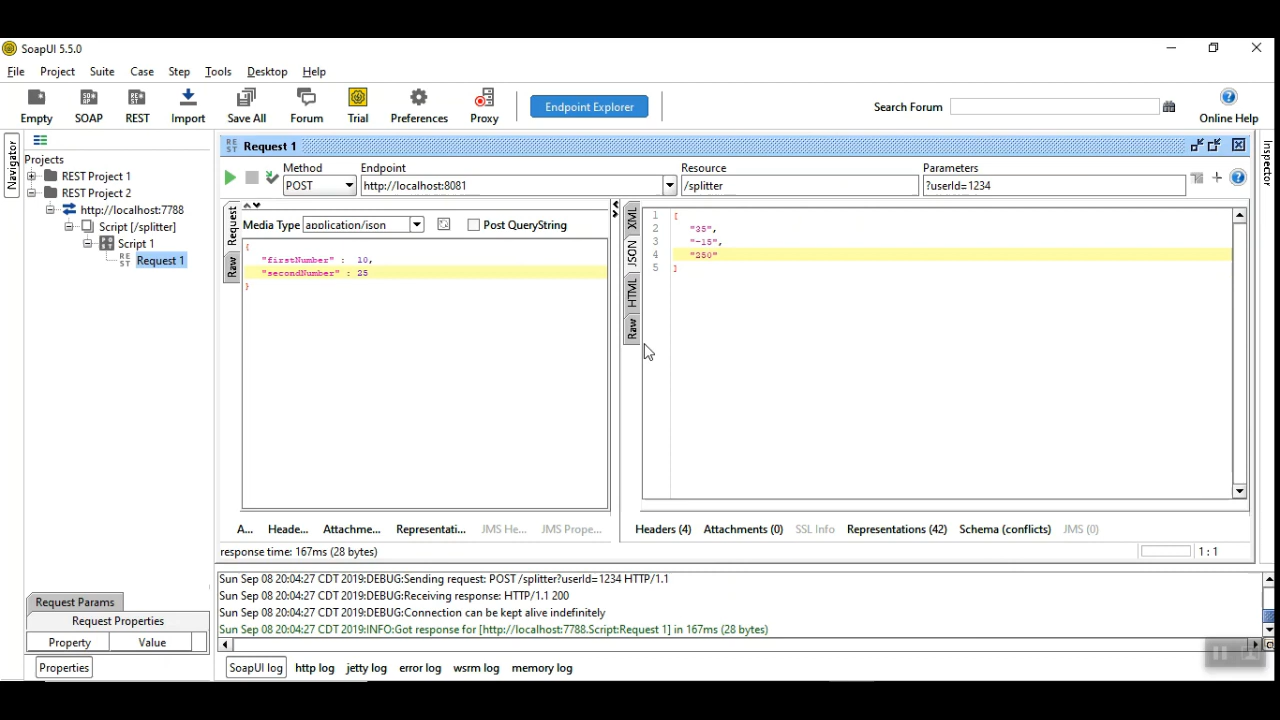 SoapUI 5.5.0
File Project Suite Case Step Tools Desktop Help
Empty SOAP REST Import Save All Forum Trial Preferences Proxy Endpoint Explorer Search Forum Online Help
Navigator
Projects
REST Project 1
REST Project 2
http://localhost:7788
Script [/splitter]
Script 1
REST Request 1
REST Request 1
Method Endpoint Resource Parameters
POST http://localhost:8081 /splitter ?userId=1234
Request
Raw
Media Type application/json Post QueryString
{
"firstNumber" : 10,
"secondNumber" : 25
}
XML
JSON
HTML
Raw
1 [
2 "35",
3 "-15",
4 "250"
5 ]
Inspector
A... Heade... Attachme... Representati... JMS He... JMS Prope...
Headers (4) Attachments (0) SSL Info Representations (42) Schema (conflicts) JMS (0)
response time: 167ms (28 bytes) 1 : 1
Sun Sep 08 20:04:27 CDT 2019:DEBUG:Sending request: POST /splitter?userId=1234 HTTP/1.1
Sun Sep 08 20:04:27 CDT 2019:DEBUG:Receiving response: HTTP/1.1 200
Sun Sep 08 20:04:27 CDT 2019:DEBUG:Connection can be kept alive indefinitely
Sun Sep 08 20:04:27 CDT 2019:INFO:Got response for [http://localhost:7788.Script:Request 1] in 167ms (28 bytes)
Request Params
Request Properties
Property Value
Properties
SoapUI log http log jetty log error log wsrm log memory log